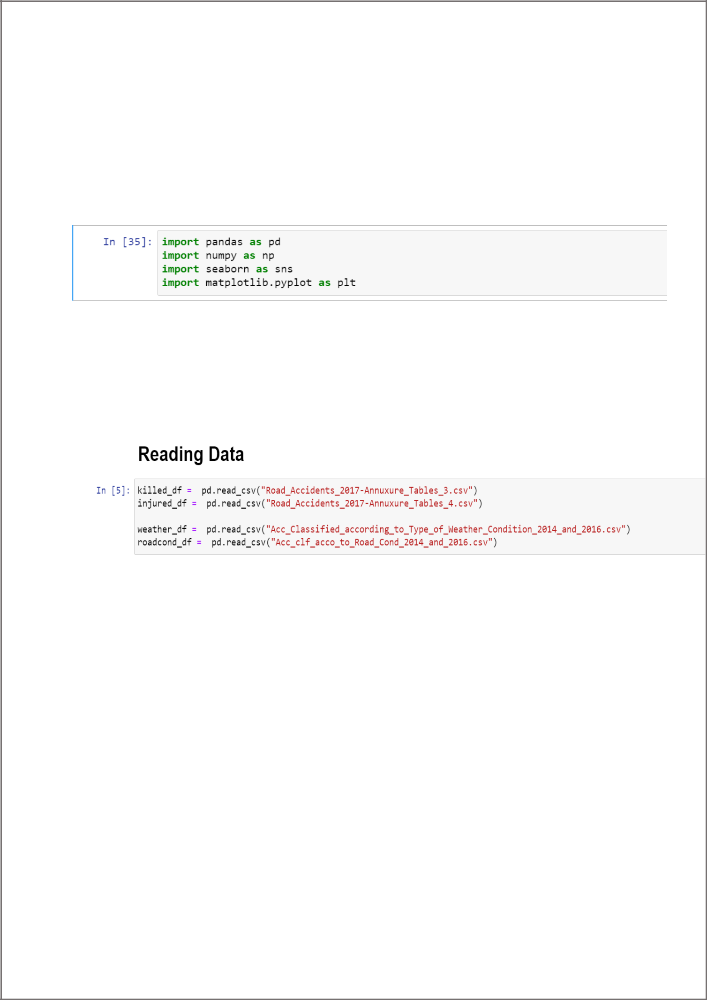 In [35]: import pandas as pd
import numpy as np
import seaborn as sns
import matplotlib.pyplot as plt
Reading Data
In [5]: killed_df =  pd.read_csv("Road_Accidents_2017-Annuxure_Tables_3.csv")
injured_df =  pd.read_csv("Road_Accidents_2017-Annuxure_Tables_4.csv")
weather_df =  pd.read_csv("Acc_Classified_according_to_Type_of_Weather_Condition_2014_and_2016.csv")
roadcond_df =  pd.read_csv("Acc_clf_acco_to_Road_Cond_2014_and_2016.csv")